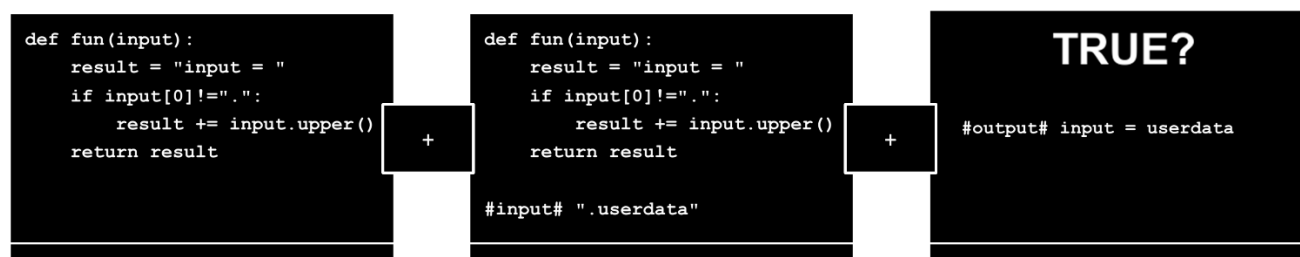 def fun(input):
    result = "input = "
    if input[0]!=".":
        result += input.upper()
    return result
+
def fun(input):
    result = "input = "
    if input[0]!=".":
        result += input.upper()
    return result
#input# ".userdata"
+
TRUE?
#output# input = userdata